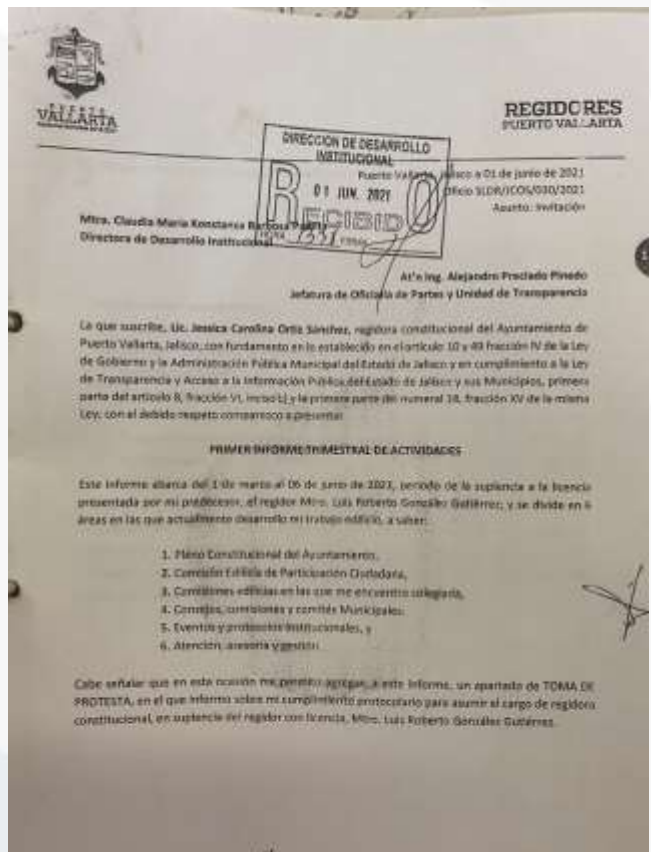 PUERTO
VALLARTA
REGIDORES
PUERTO VALLARTA
DIRECCION DE DESARROLLO
INSTITUCIONAL
Puerto Vallarta, Jalisco a 01 de junio de 2021
01 JUN. 2021
Oficio SLDR/JCOS/030/2021
Asunto: Invitación
RECIBIDO
HORA FIRMA
Mtra. Claudia María Konstanza
Directora de Desarrollo Institucional
At'n Ing. Alejandro Preciado Pinedo
Jefatura de Oficialía de Partes y Unidad de Transparencia
La que suscribe, Lic. Jessica Carolina Ortiz Sánchez, regidora constitucional del Ayuntamiento de
Puerto Vallarta, Jalisco, con fundamento en lo establecido en el artículo 10 y 49 fracción IV de la Ley
de Gobierno y la Administración Pública Municipal del Estado de Jalisco y en cumplimiento a la Ley
de Transparencia y Acceso a la Información Pública del Estado de Jalisco y sus Municipios, primera
parte del artículo 8, fracción VI, inciso L) y la primera parte del numeral 18, fracción XV de la misma
Ley, con el debido respeto comparezco a presentar
PRIMER INFORME TRIMESTRAL DE ACTIVIDADES
Este informe abarca del 1 de marzo al 06 de junio de 2021, periodo de la suplencia a la licencia
presentada por mi predecesor, el regidor Mtro. Luis Roberto González Gutiérrez, y se divide en 6
áreas en las que actualmente desarrollo mi trabajo edilicio, a saber:
1. Pleno Constitucional del Ayuntamiento,
2. Comisión Edilicia de Participación Ciudadana,
3. Comisiones edilicias en las que me encuentro colegiada,
4. Consejos, comisiones y comités Municipales,
5. Eventos y protocolos Institucionales, y
6. Atención, asesoría y gestión.
Cabe señalar que en esta ocasión me permito agregar, a este informe, un apartado de TOMA DE
PROTESTA, en el que informo sobre mi cumplimiento protocolario para asumir el cargo de regidora
constitucional, en suplencia del regidor con licencia, Mtro. Luis Roberto González Gutiérrez.